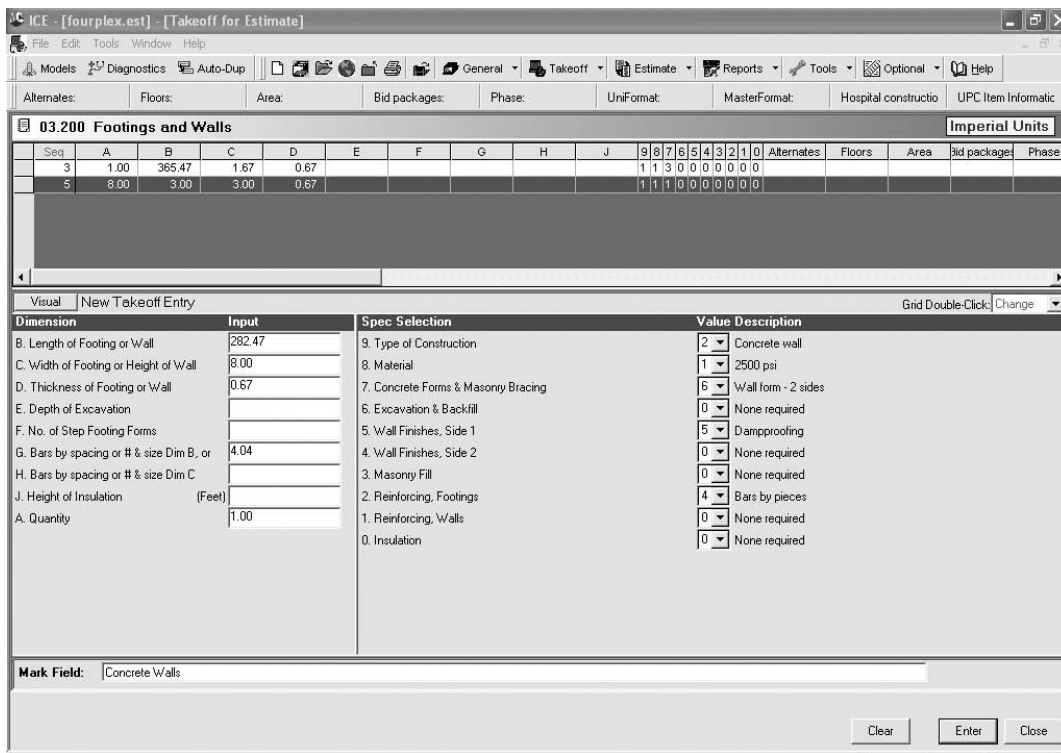 ICE - [fourplex.est] - [Takeoff for Estimate]
File Edit Tools Window Help
Models Diagnostics Auto-Dup General Takeoff Estimate Reports Tools Optional Help
Alternates: Floors: Area: Bid packages: Phase: UniFormat: MasterFormat: Hospital constructio UPC Item Informatic
03.200 Footings and Walls Imperial Units
Seq A B C D E F G H J 9 8 7 6 5 4 3 2 1 0 Alternates Floors Area Bid packages Phase
3 1.00 365.47 1.67 0.67 1 1 3 0 0 0 0 0 0 0
5 8.00 3.00 3.00 0.67 1 1 1 0 0 0 0 0 0 0
Visual New Takeoff Entry Grid Double-Click: Change
Dimension Input Spec Selection Value Description
B. Length of Footing or Wall 282.47 9. Type of Construction 2 Concrete wall
C. Width of Footing or Height of Wall 8.00 8. Material 1 2500 psi
D. Thickness of Footing or Wall 0.67 7. Concrete Forms & Masonry Bracing 6 Wall form - 2 sides
E. Depth of Excavation 6. Excavation & Backfill 0 None required
F. No. of Step Footing Forms 5. Wall Finishes, Side 1 5 Dampproofing
G. Bars by spacing or # & size Dim B, or 4.04 4. Wall Finishes, Side 2 0 None required
H. Bars by spacing or # & size Dim C 3. Masonry Fill 0 None required
J. Height of Insulation (Feet) 2. Reinforcing, Footings 4 Bars by pieces
A. Quantity 1.00 1. Reinforcing, Walls 0 None required
0. Insulation 0 None required
Mark Field: Concrete Walls
Clear Enter Close